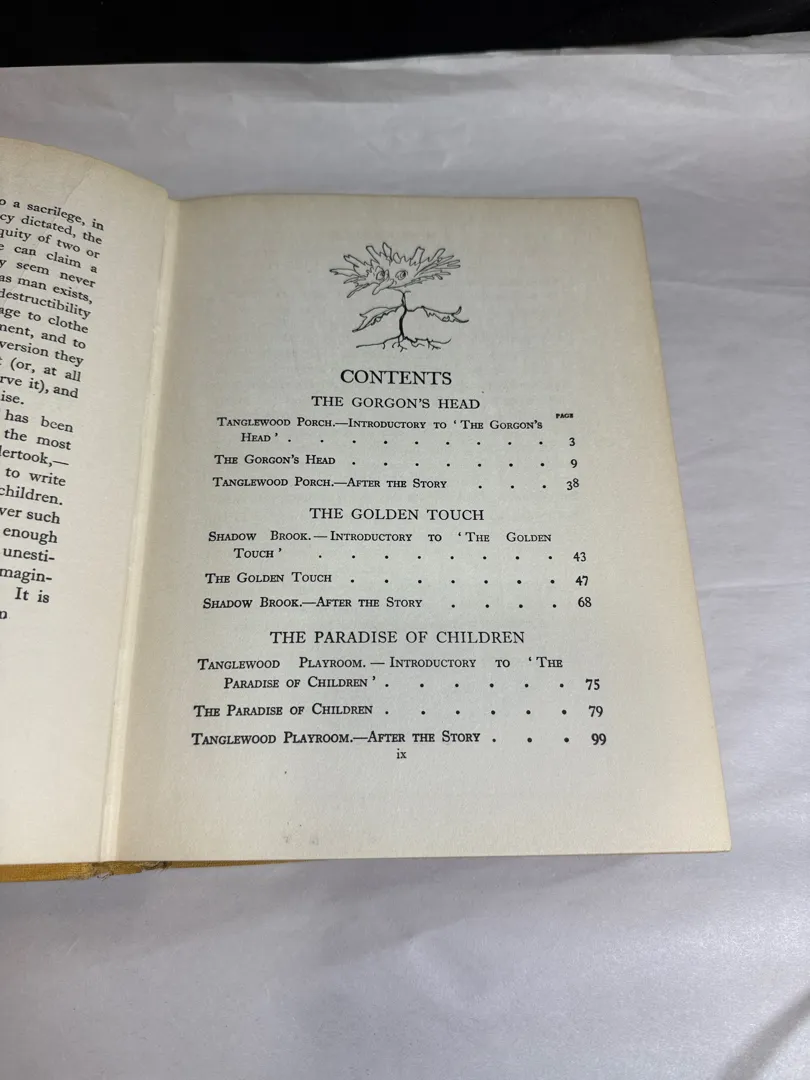 o a sacrilege, in
cy dictated, the
quity of two or
e can claim a
y seem never
as man exists,
destructibility
age to clothe
ment, and to
version they
t (or, at all
rve it), and
ise.
has been
the most
lertook,—
to write
children.
ver such
enough
unesti-
magin-
It is
n
CONTENTS
THE GORGON'S HEAD
PAGE
TANGLEWOOD PORCH.—INTRODUCTORY TO 'THE GORGON'S
HEAD' . . . . . . . . . 3
THE GORGON'S HEAD . . . . . . 9
TANGLEWOOD PORCH.—AFTER THE STORY . . . 38
THE GOLDEN TOUCH
SHADOW BROOK.—INTRODUCTORY TO 'THE GOLDEN
TOUCH' . . . . . . . . 43
THE GOLDEN TOUCH . . . . . . 47
SHADOW BROOK.—AFTER THE STORY . . . . 68
THE PARADISE OF CHILDREN
TANGLEWOOD PLAYROOM.—INTRODUCTORY TO 'THE
PARADISE OF CHILDREN' . . . . . . 75
THE PARADISE OF CHILDREN . . . . . . 79
TANGLEWOOD PLAYROOM.—AFTER THE STORY . . . 99
ix